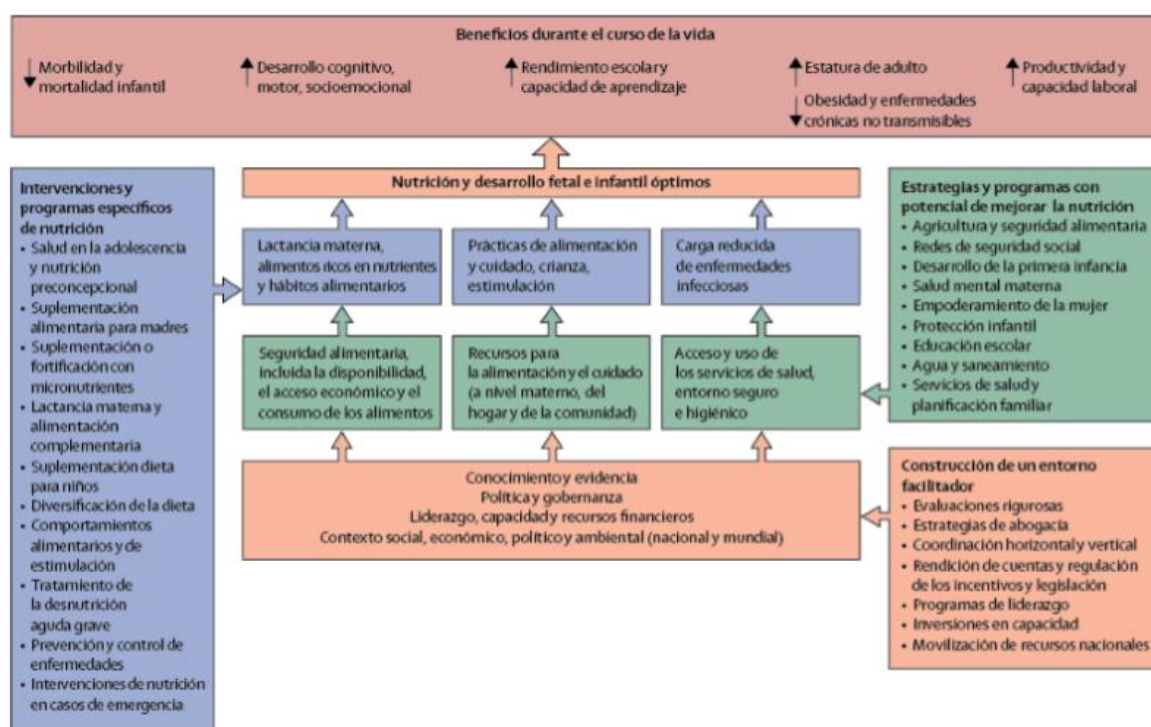 Beneficios durante el curso de la vida
Morbilidad y
mortalidad infantil
Desarrollo cognitivo,
motor, socioemocional
Rendimiento escolar y
capacidad de aprendizaje
Estatura de adulto
Obesidad y enfermedades
crónicas no transmisibles
Productividad y
capacidad laboral
Intervenciones y
programas específicos
de nutrición
• Salud en la adolescencia
y nutrición
preconcepcional
• Suplementación
alimentaria para madres
• Suplementación o
fortificación con
micronutrientes
• Lactancia materna y
alimentación
complementaria
• Suplementación dieta
para niños
• Diversificación de la dieta
• Comportamientos
alimentarios y de
estimulación
• Tratamiento de
la desnutrición
aguda grave
• Prevención y control de
enfermedades
• Intervenciones de nutrición
en casos de emergencia
Nutrición y desarrollo fetal e infantil óptimos
Lactancia materna,
alimentos ricos en nutrientes
y hábitos alimentarios
Prácticas de alimentación
y cuidado, crianza,
estimulación
Carga reducida
de enfermedades
infecciosas
Seguridad alimentaria,
incluida la disponibilidad,
el acceso económico y el
consumo de los alimentos
Recursos para
la alimentación y el cuidado
(a nivel materno, del
hogar y de la comunidad)
Acceso y uso de
los servicios de salud,
entorno seguro
e higiénico
Conocimiento y evidencia
Política y gobernanza
Liderazgo, capacidad y recursos financieros
Contexto social, económico, político y ambiental (nacional y mundial)
Estrategias y programas con
potencial de mejorar la nutrición
• Agricultura y seguridad alimentaria
• Redes de seguridad social
• Desarrollo de la primera infancia
• Salud mental materna
• Empoderamiento de la mujer
• Protección infantil
• Educación escolar
• Agua y saneamiento
• Servicios de salud y
planificación familiar
Construcción de un entorno
facilitador
• Evaluaciones rigurosas
• Estrategias de abogacía
• Coordinación horizontal y vertical
• Rendición de cuentas y regulación
de los incentivos y legislación
• Programas de liderazgo
• Inversiones en capacidad
• Movilización de recursos nacionales